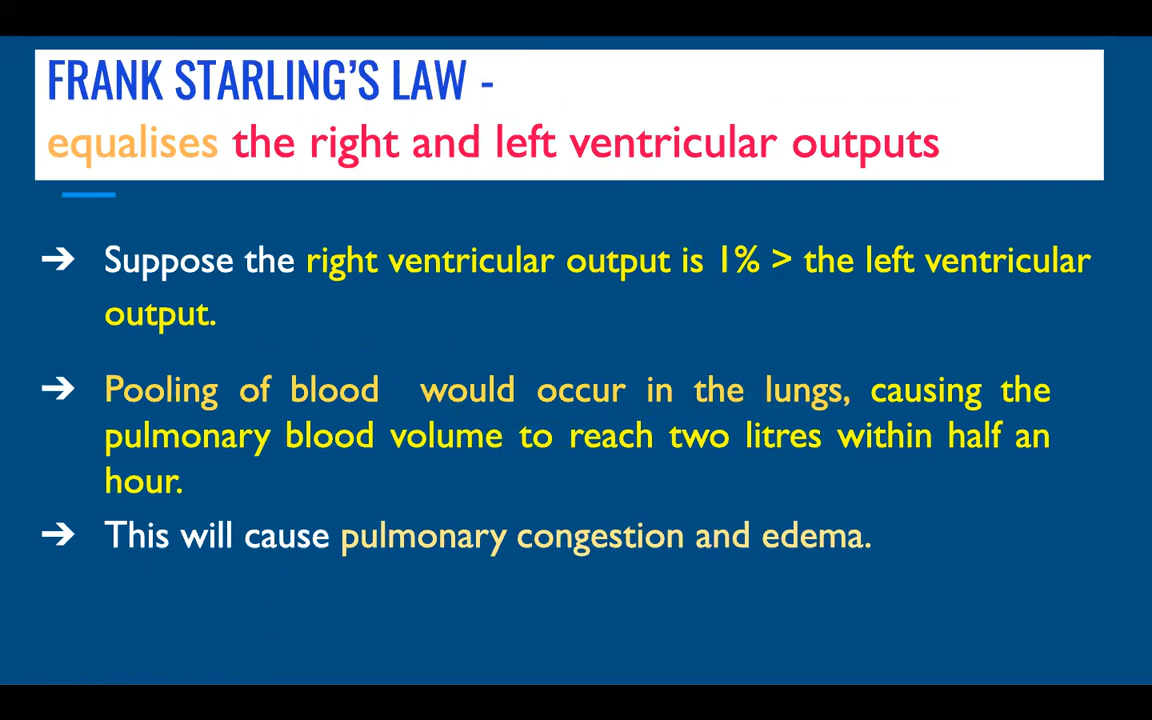 FRANK STARLING'S LAW -
equalises the right and left ventricular outputs
➔ Suppose the right ventricular output is 1% > the left ventricular
output.
➔ Pooling of blood would occur in the lungs, causing the
pulmonary blood volume to reach two litres within half an
hour.
➔ This will cause pulmonary congestion and edema.